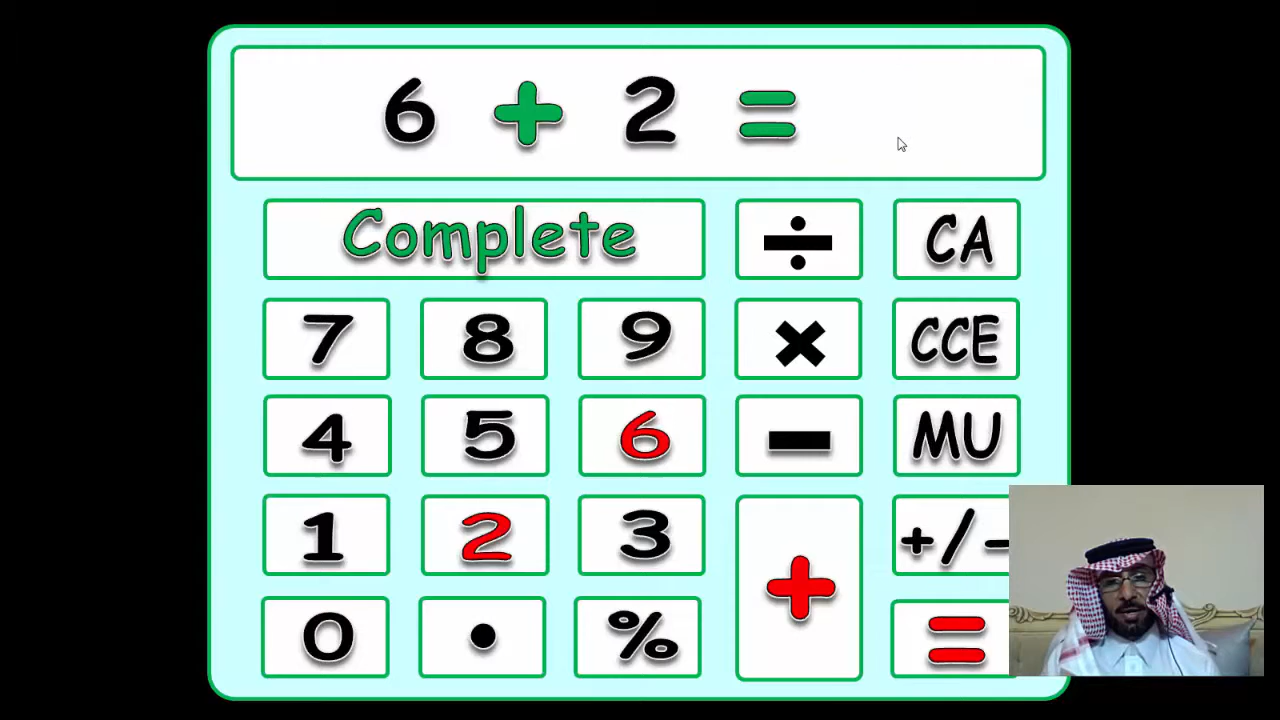 6 + 2 =
Complete ÷ CA
7 8 9 × CCE
4 5 6 − MU
1 2 3 + +/-
0 . % =